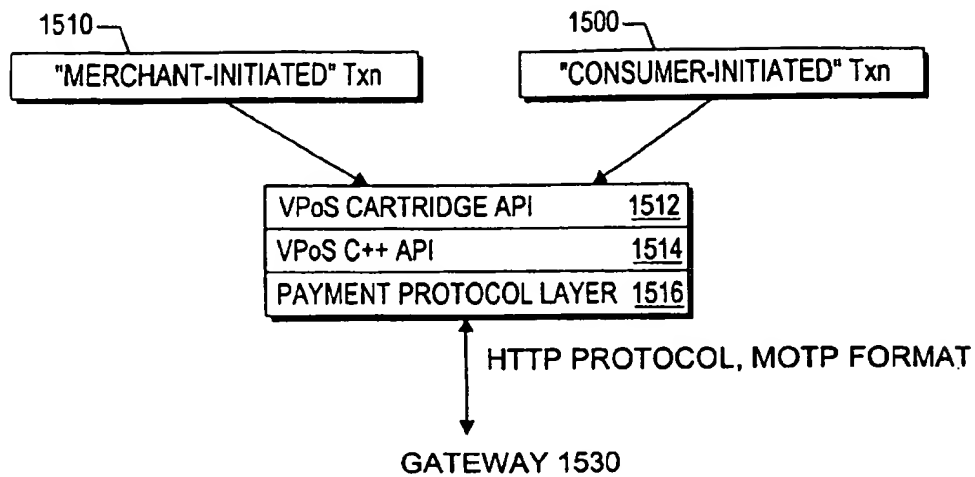 1510
1500
"MERCHANT-INITIATED" Txn
"CONSUMER-INITIATED" Txn
VPoS CARTRIDGE API 1512
VPoS C++ API 1514
PAYMENT PROTOCOL LAYER 1516
HTTP PROTOCOL, MOTP FORMAT
GATEWAY 1530